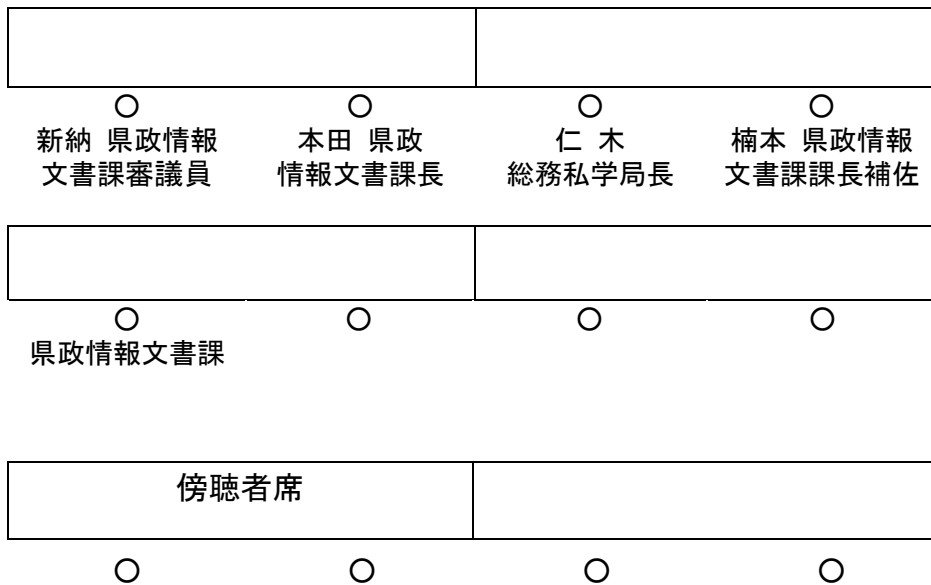 ○ ○ ○ ○
新納 県政情報 本田 県政 仁 木 楠本 県政情報
文書課審議員 情報文書課長 総務私学局長 文書課課長補佐
○ ○ ○ ○
県政情報文書課
傍聴者席
○ ○ ○ ○